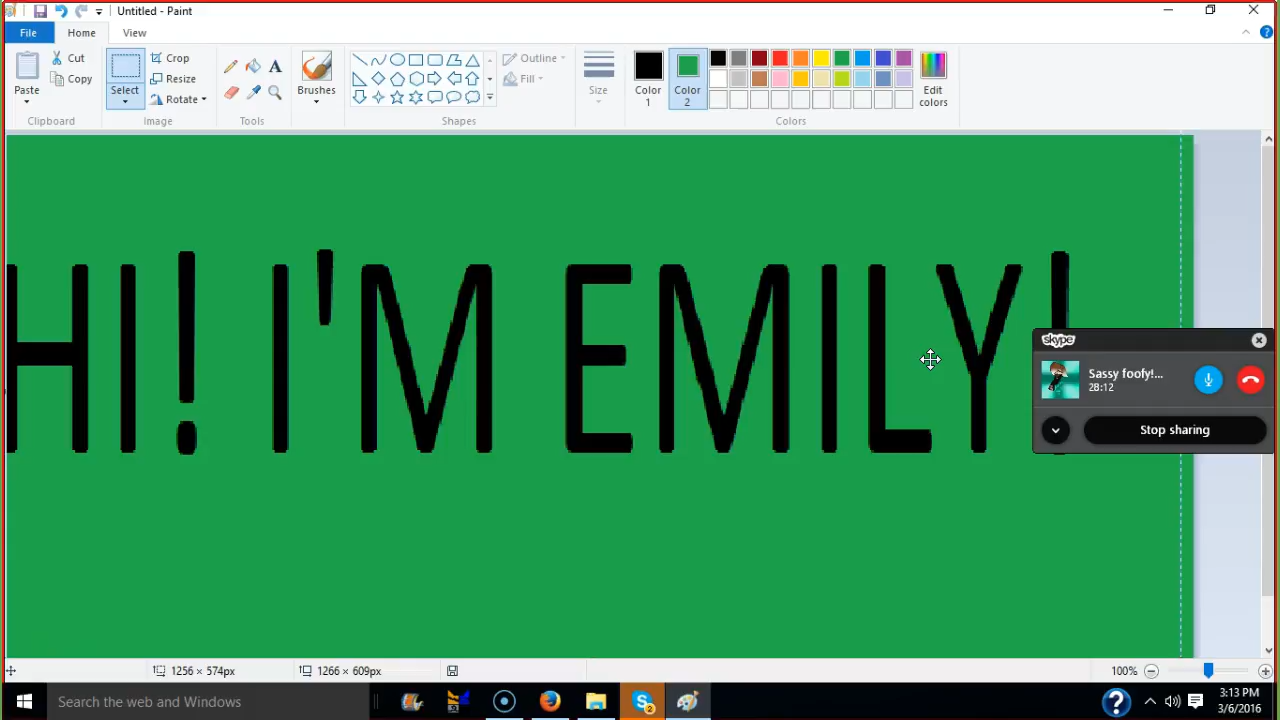 Untitled - Paint
File
Home
View
Paste
Cut
Copy
Clipboard
Select
Crop
Resize
Rotate
Image
Tools
Brushes
Outline
Fill
Shapes
Size
Color
1
Color
2
Edit
colors
Colors
HI! I'M EMILY!
skype
Sassy foofy!...
28:12
Stop sharing
1256 × 574px
1266 × 609px
100%
Search the web and Windows
3:13 PM
3/6/2016